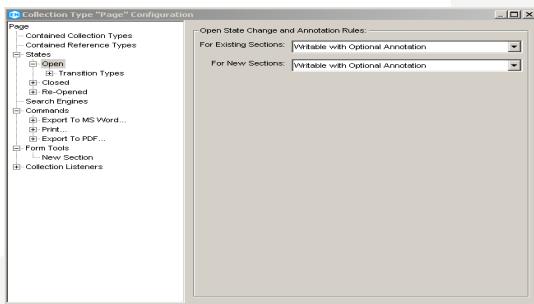 Collection Type "Page" Configuration
Page
Contained Collection Types
Contained Reference Types
States
Open
Transition Types
Closed
Re-Opened
Search Engines
Commands
Export To MS Word...
Print...
Export To PDF...
Form Tools
New Section
Collection Listeners
Open State Change and Annotation Rules:
For Existing Sections: Writable with Optional Annotation
For New Sections: Writable with Optional Annotation